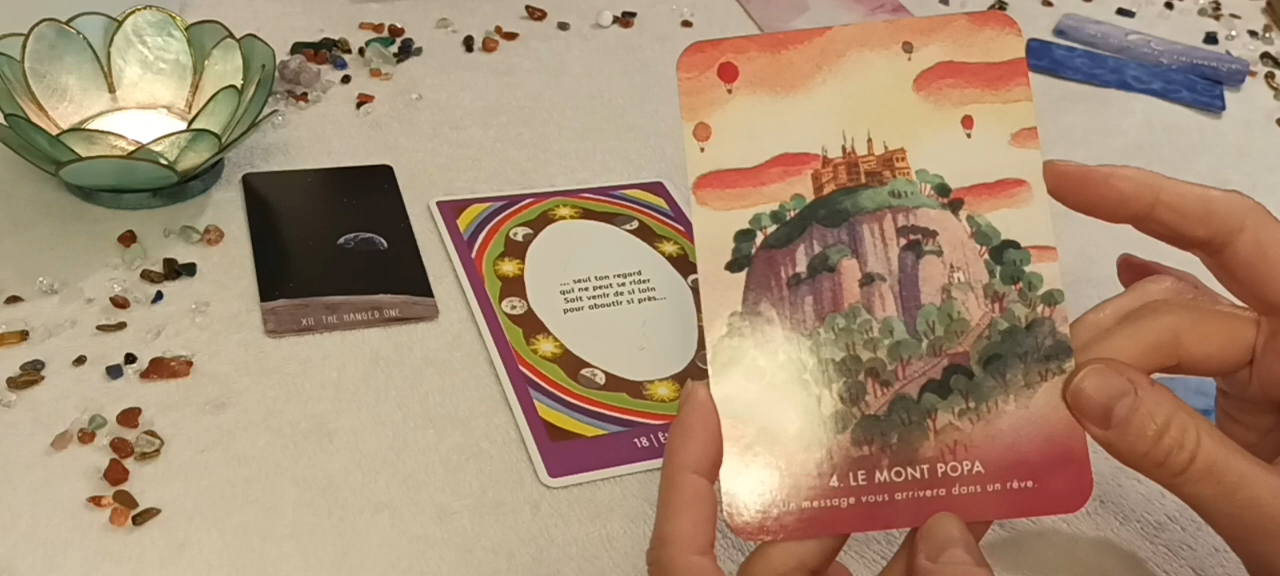 XII THE HANGED ONE
... seul ton regard
qui ne peut se rider
Sait venir de si loin
pour aboutir si près...
18 |
4. LE MONT POPA
Un message vous arrivera dans un rêve.